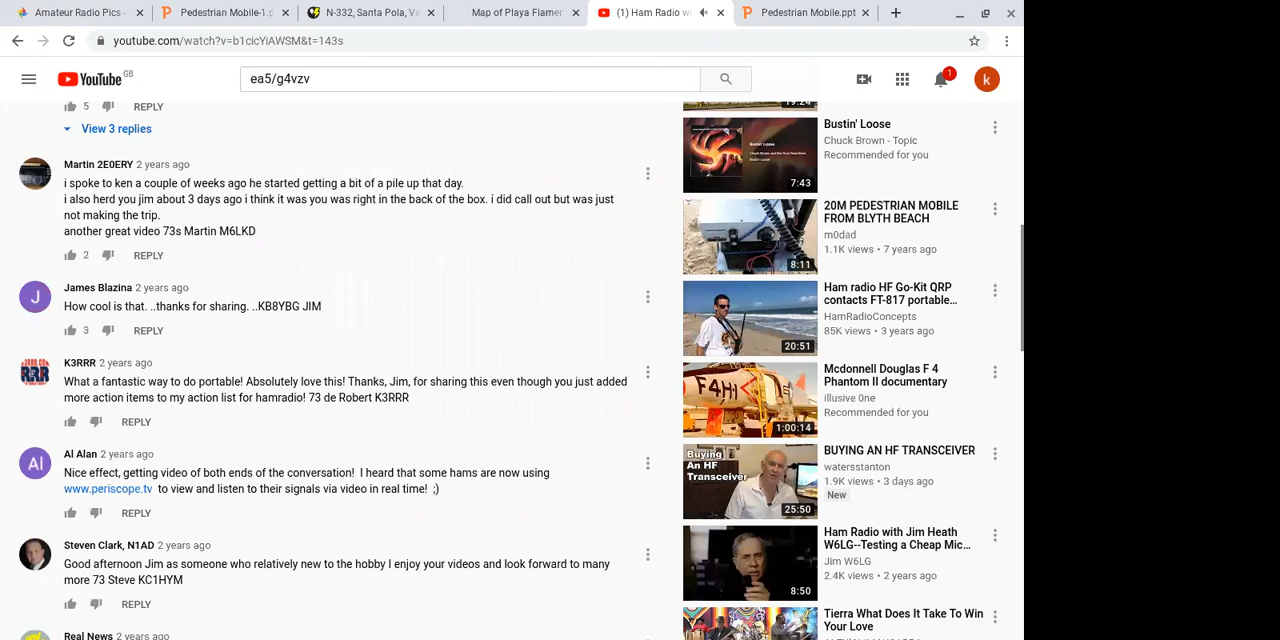 Amateur Radio Pics -
Pedestrian Mobile-1.p
N-332, Santa Pola, Va
Map of Playa Flamen
(1) Ham Radio wi
Pedestrian Mobile.ppt
youtube.com/watch?v=b1cicYiAWSM&t=143s
YouTube GB
ea5/g4vzv
1
k
5 REPLY
View 3 replies
Martin 2E0ERY 2 years ago
i spoke to ken a couple of weeks ago he started getting a bit of a pile up that day.
i also herd you jim about 3 days ago i think it was you was right in the back of the box. i did call out but was just
not making the trip.
another great video 73s Martin M6LKD
2 REPLY
J
James Blazina 2 years ago
How cool is that. ..thanks for sharing. ..KB8YBG JIM
3 REPLY
RRR
K3RRR 2 years ago
What a fantastic way to do portable! Absolutely love this! Thanks, Jim, for sharing this even though you just added
more action items to my action list for hamradio! 73 de Robert K3RRR
REPLY
Al
Al Alan 2 years ago
Nice effect, getting video of both ends of the conversation! I heard that some hams are now using
www.periscope.tv to view and listen to their signals via video in real time! ;)
REPLY
Steven Clark, N1AD 2 years ago
Good afternoon Jim as someone who relatively new to the hobby I enjoy your videos and look forward to many
more 73 Steve KC1HYM
REPLY
Real News 2 years ago
19:24
Bustin' Loose
Chuck Brown - Topic
Recommended for you
Bustin' Loose
7:43
20M PEDESTRIAN MOBILE
FROM BLYTH BEACH
m0dad
1.1K views • 7 years ago
8:11
Ham radio HF Go-Kit QRP
contacts FT-817 portable...
HamRadioConcepts
85K views • 3 years ago
20:51
Mcdonnell Douglas F 4
Phantom II documentary
illusive 0ne
Recommended for you
F4H-1
1:00:14
BUYING AN HF TRANSCEIVER
watersstanton
1.9K views • 3 days ago
New
Buying
An HF
Transceiver
25:50
Ham Radio with Jim Heath
W6LG--Testing a Cheap Mic...
Jim W6LG
2.4K views • 2 years ago
8:50
Tierra What Does It Take To Win
Your Love